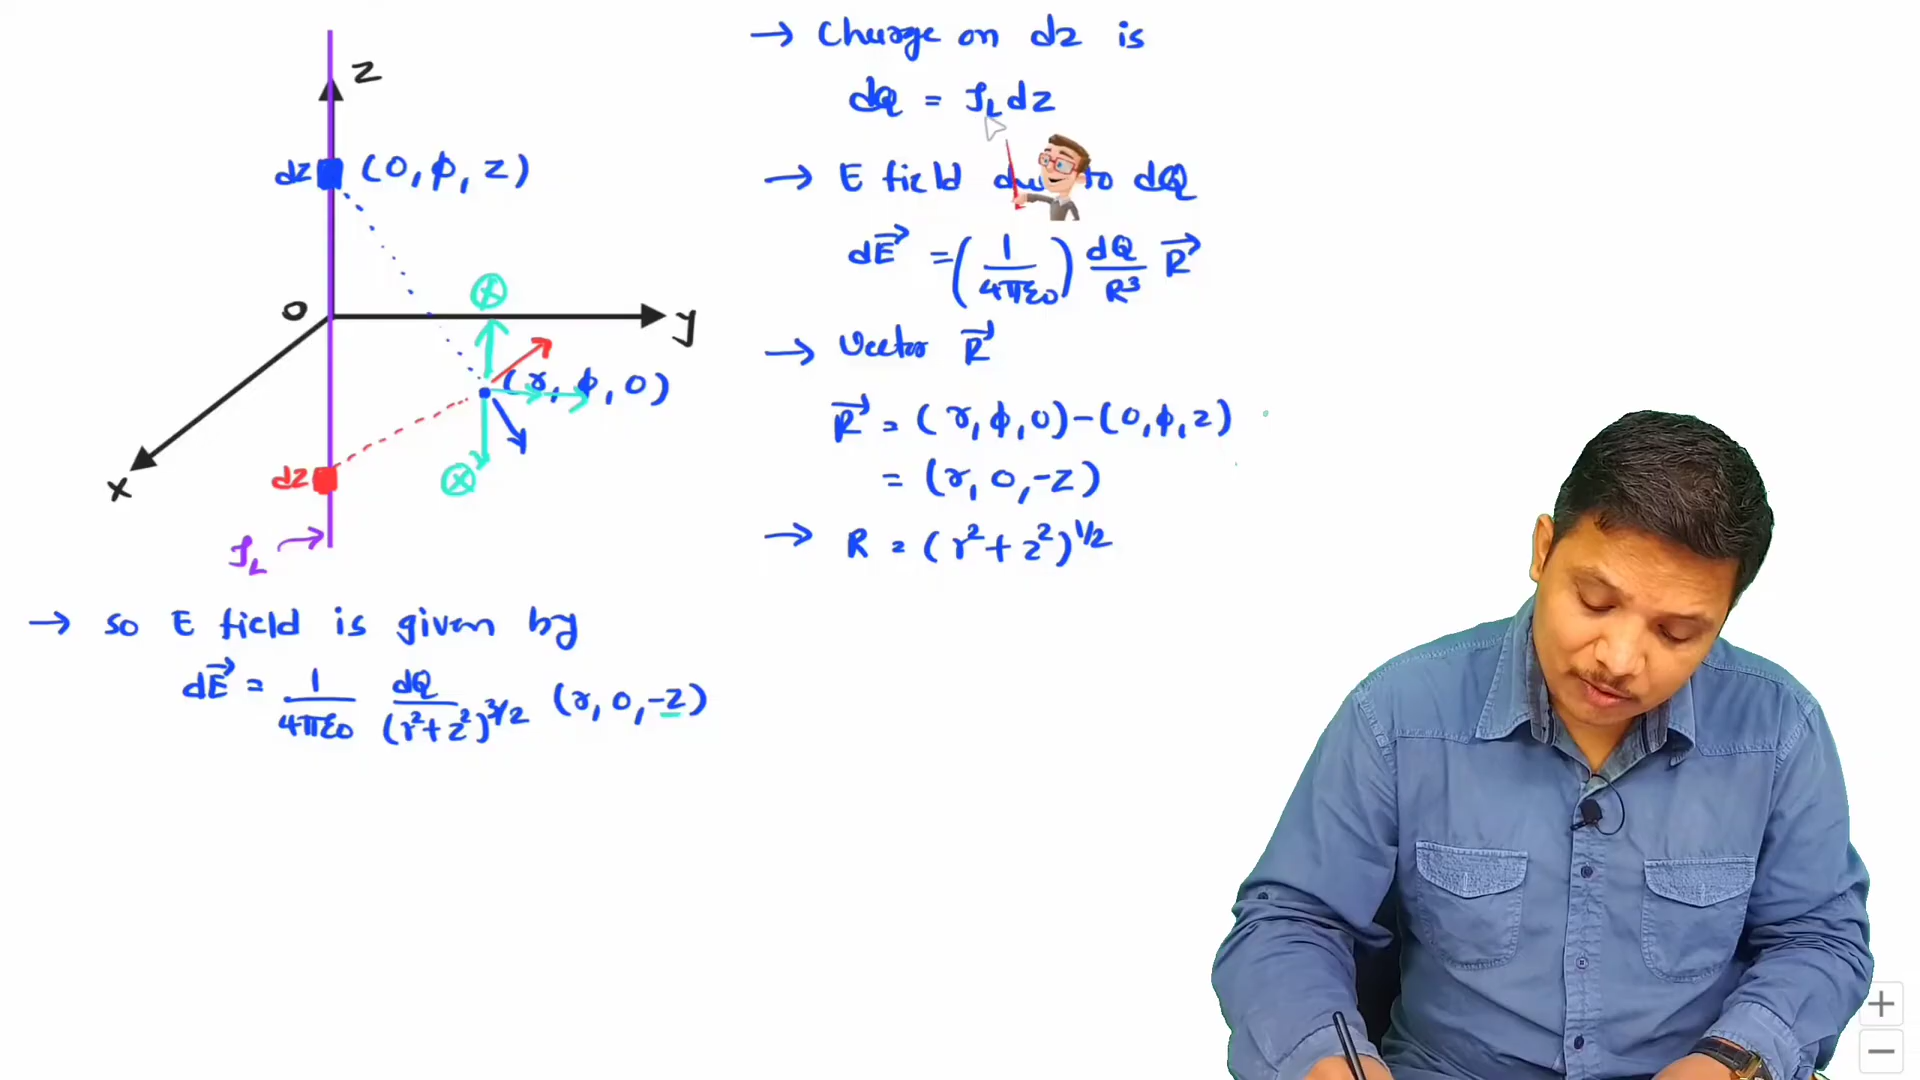 z
dz (0, ϕ, z)
0
y
(r, ϕ, 0)
x
dz
ρL →
→ Charge on dz is
dQ = ρL dz
→ E field due to dQ
dE⃗ = (1/4πε0) dQ/R³ R⃗
→ Vector R⃗
R⃗ = (r, ϕ, 0) - (0, ϕ, z)
= (r, 0, -z)
→ R = (r² + z²)^1/2
→ so E field is given by
dE⃗ = 1/4πε0 dQ/(r² + z²)^3/2 (r, 0, -z)